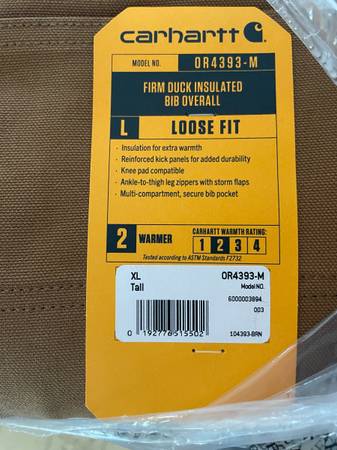 carhartt
MODEL NO. OR4393-M
FIRM DUCK INSULATED
BIB OVERALL
L LOOSE FIT
· Insulation for extra warmth
· Reinforced kick panels for added durability
· Knee pad compatible
· Ankle-to-thigh leg zippers with storm flaps
· Multi-compartment, secure bib pocket
2 WARMER
CARHARTT WARMTH RATING:
1 2 3 4
Tested according to ASTM Standards F2732
XL OR4393-M
Tall Model NO.
6000003894
003
0 192776 515502
104393-BRN